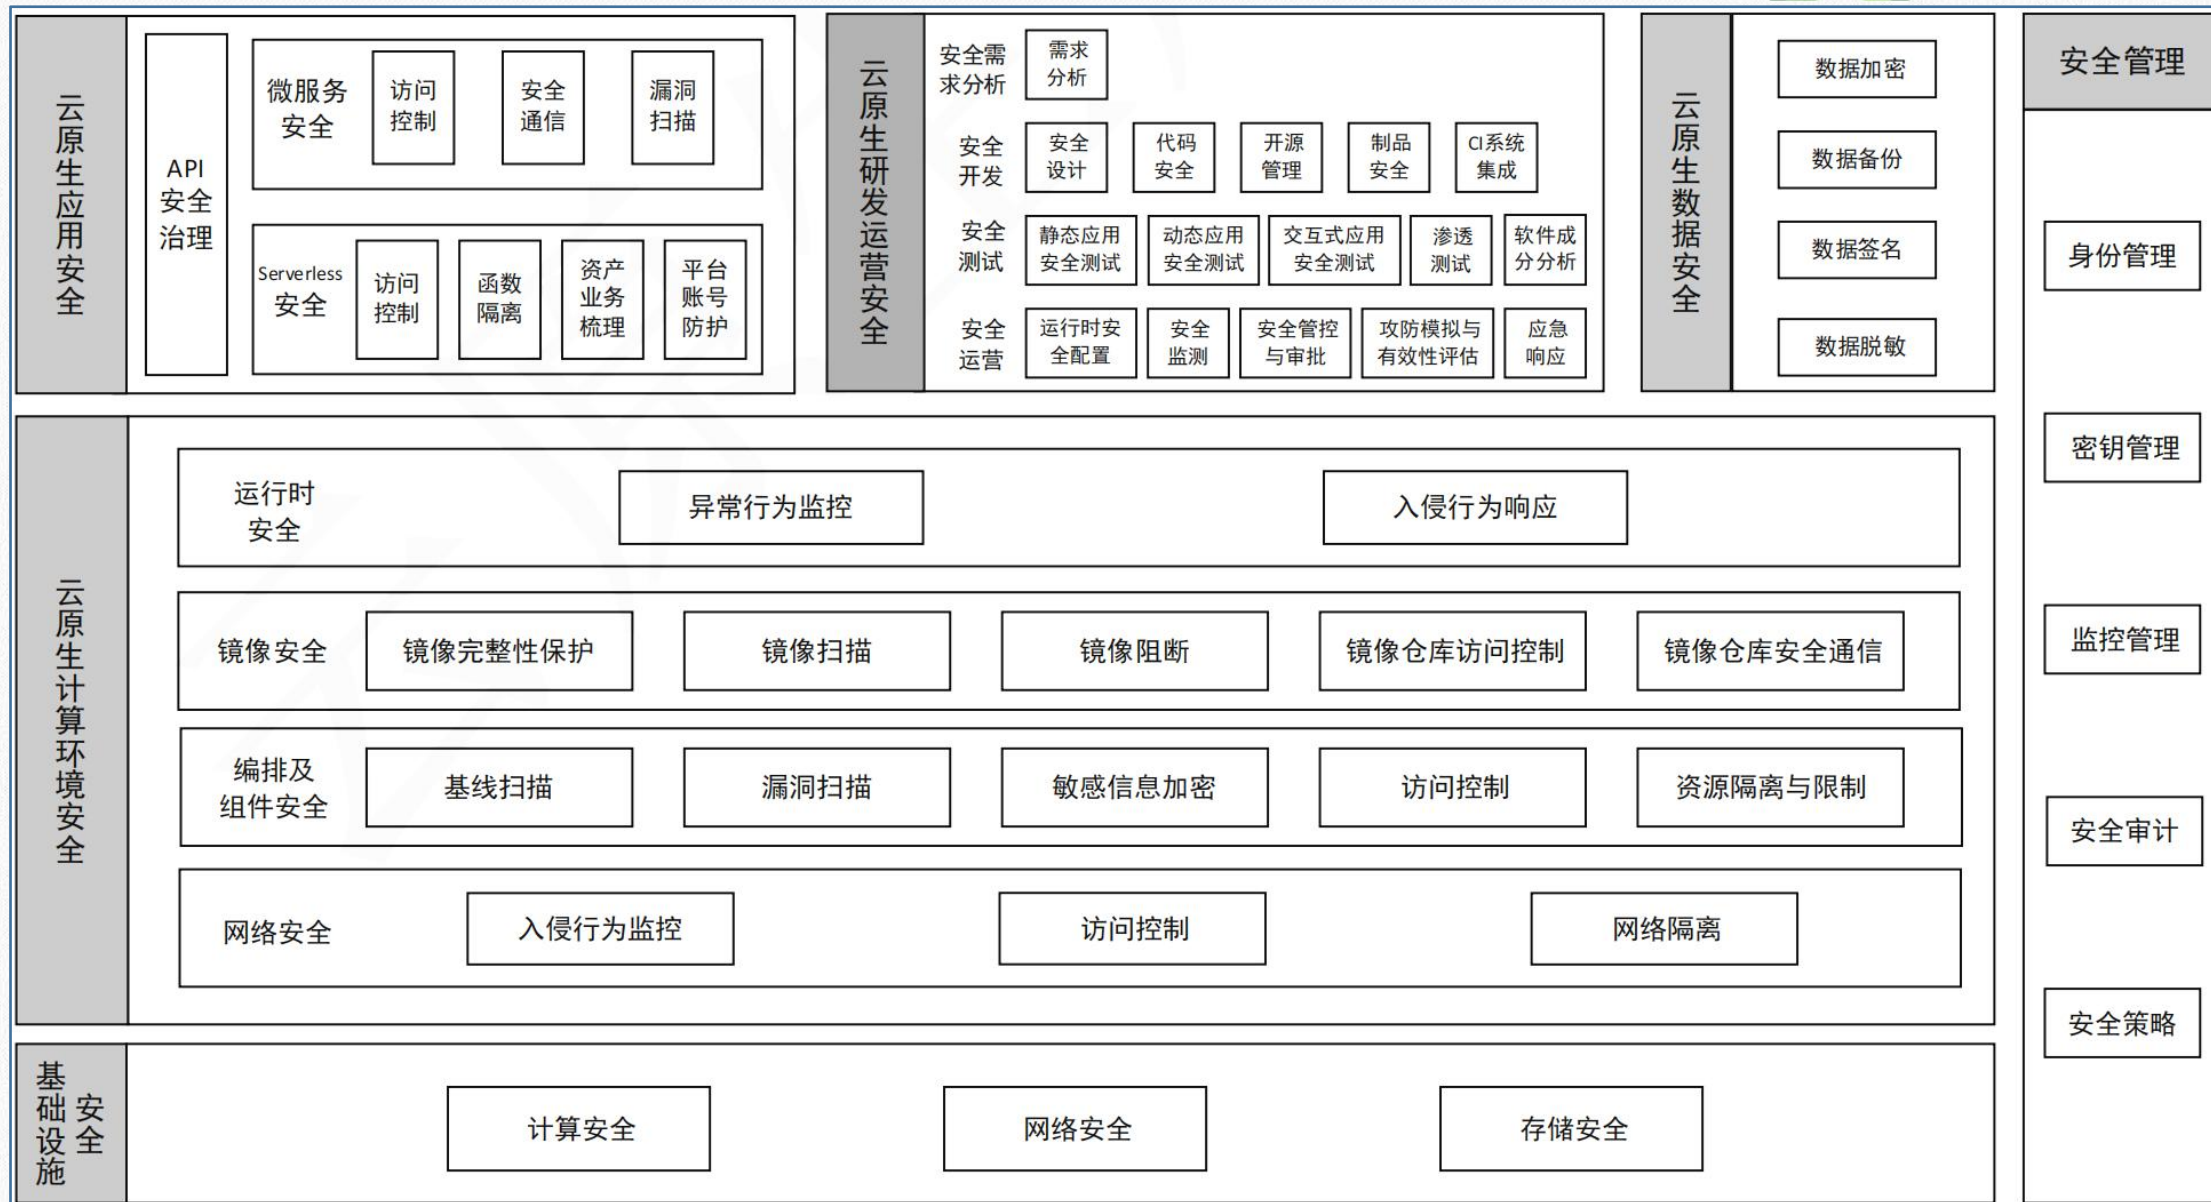 云原生应用安全
API
安全
治理
微服务
安全
访问
控制
安全
通信
漏洞
扫描
Serverless
安全
访问
控制
函数
隔离
资产
业务
梳理
平台
账号
防护
云原生研发运营安全
安全需
求分析
需求
分析
安全
开发
安全
设计
代码
安全
开源
管理
制品
安全
CI系统
集成
安全
测试
静态应用
安全测试
动态应用
安全测试
交互式应用
安全测试
渗透
测试
软件成
分分析
安全
运营
运行时安
全配置
安全
监测
安全管控
与审批
攻防模拟与
有效性评估
应急
响应
云原生数据安全
数据加密
数据备份
数据签名
数据脱敏
云原生计算环境安全
运行时
安全
异常行为监控
入侵行为响应
镜像安全
镜像完整性保护
镜像扫描
镜像阻断
镜像仓库访问控制
镜像仓库安全通信
编排及
组件安全
基线扫描
漏洞扫描
敏感信息加密
访问控制
资源隔离与限制
网络安全
入侵行为监控
访问控制
网络隔离
基础设施
安全
计算安全
网络安全
存储安全
安全管理
身份管理
密钥管理
监控管理
安全审计
安全策略